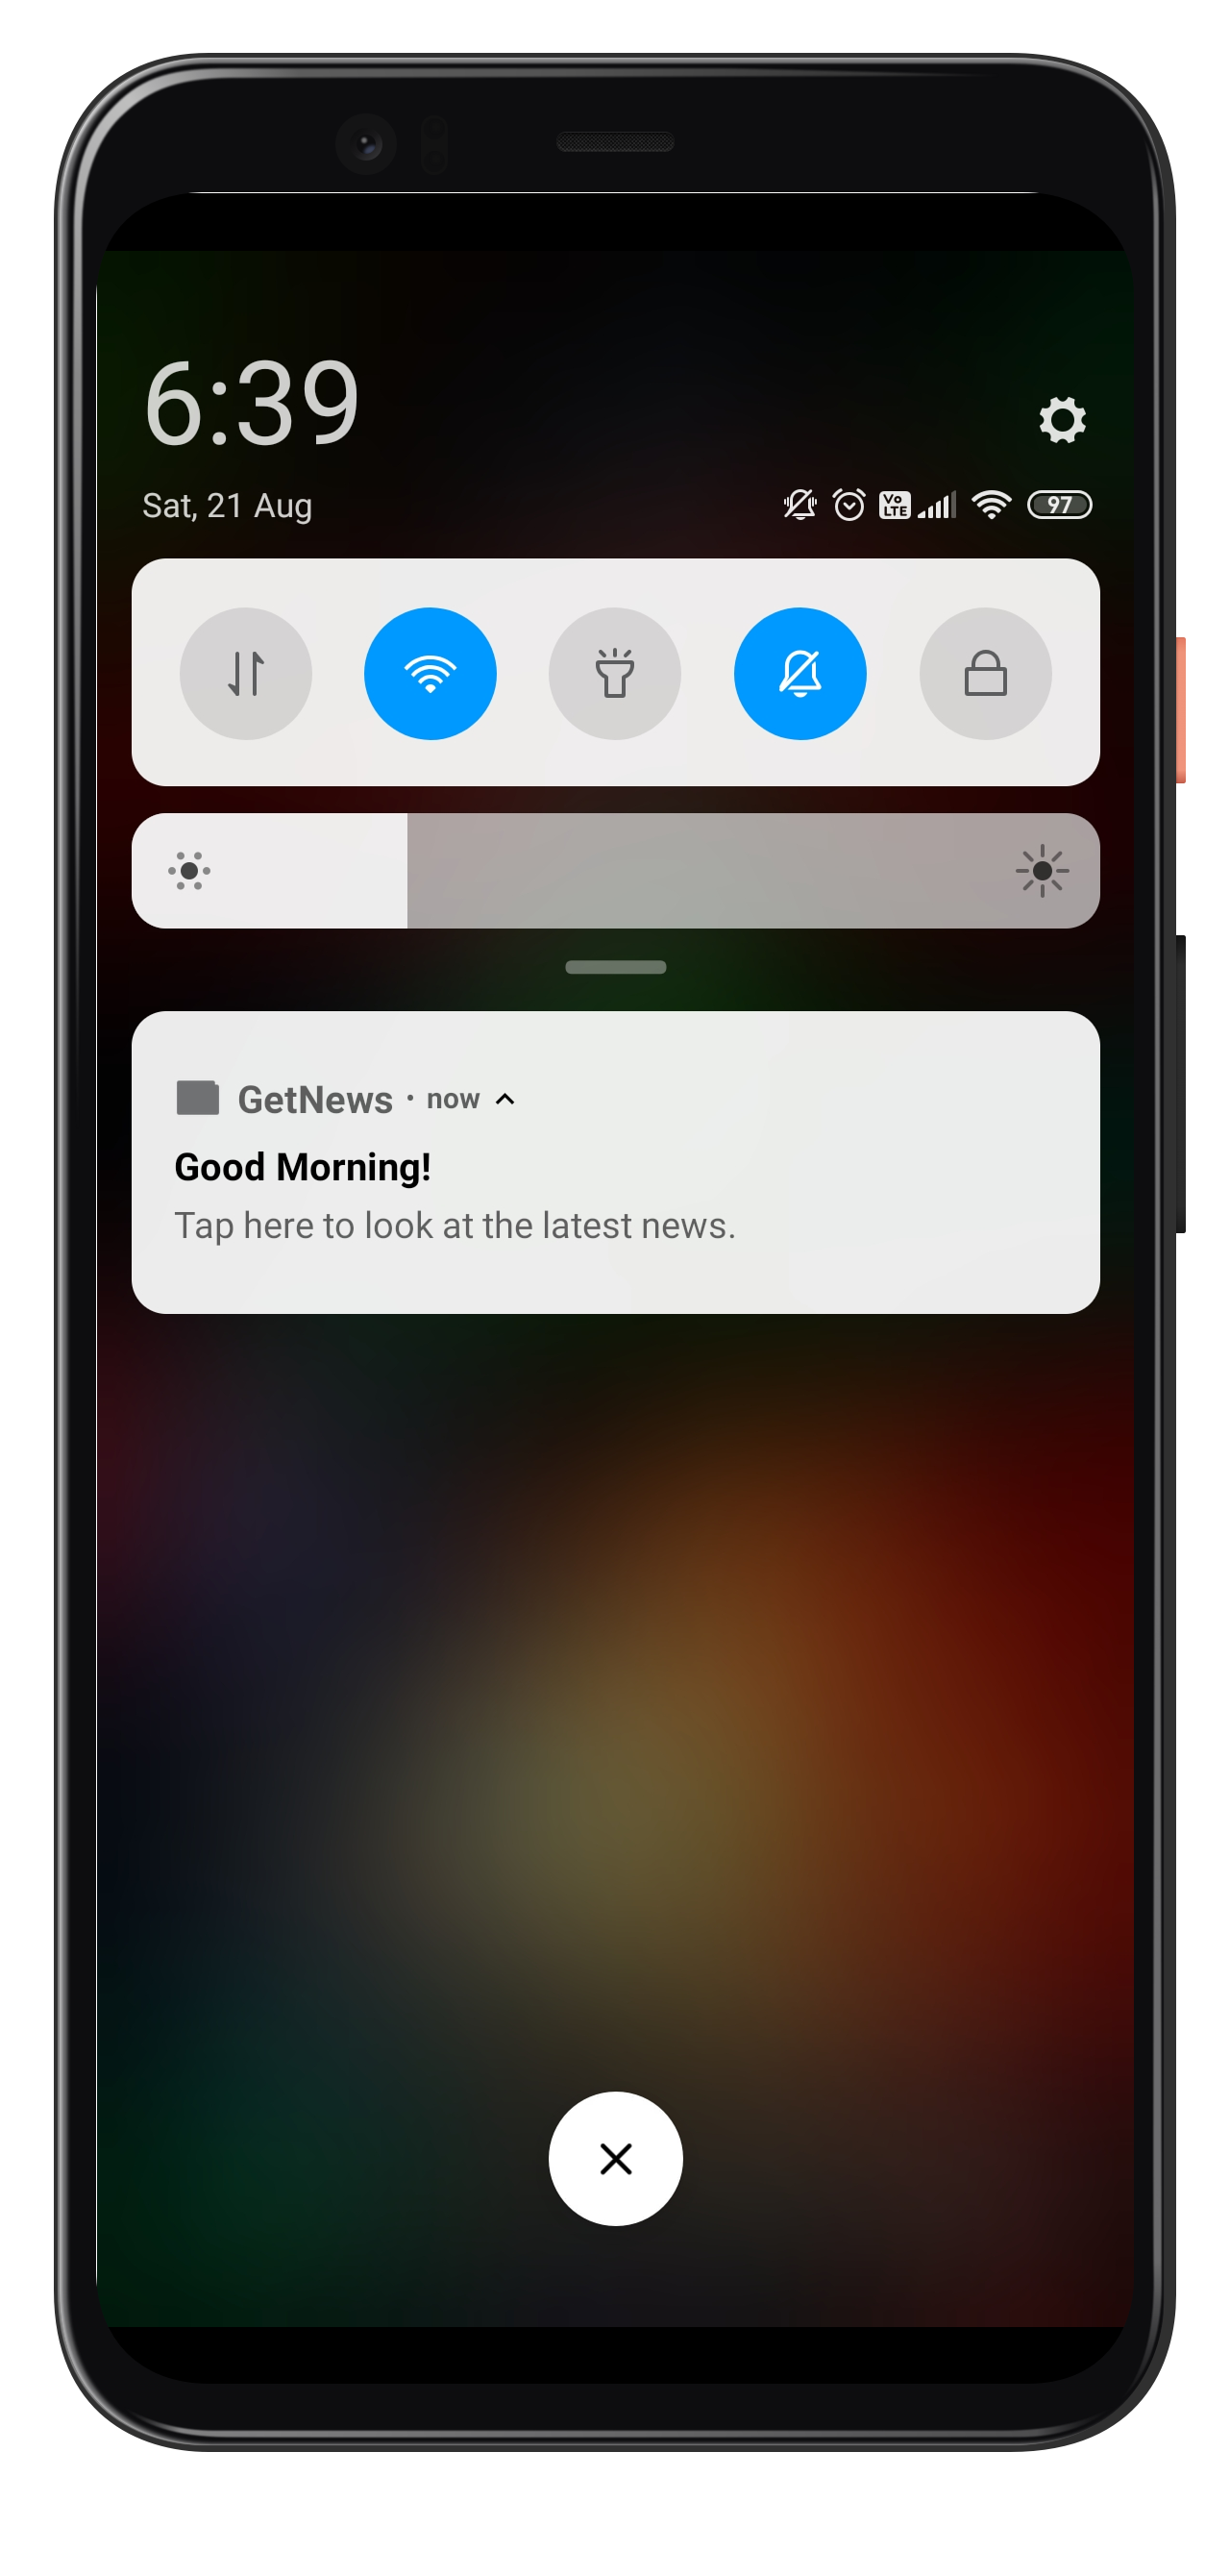 6:39
Sat, 21 Aug
Vo
LTE
97
GetNews · now
Good Morning!
Tap here to look at the latest news.